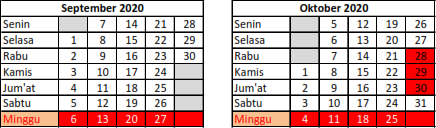 September 2020
Senin 7 14 21 28
Selasa 1 8 15 22 29
Rabu 2 9 16 23 30
Kamis 3 10 17 24
Jum'at 4 11 18 25
Sabtu 5 12 19 26
Minggu 6 13 20 27
Oktober 2020
Senin 5 12 19 26
Selasa 6 13 20 27
Rabu 7 14 21 28
Kamis 1 8 15 22 29
Jum'at 2 9 16 23 30
Sabtu 3 10 17 24 31
Minggu 4 11 18 25